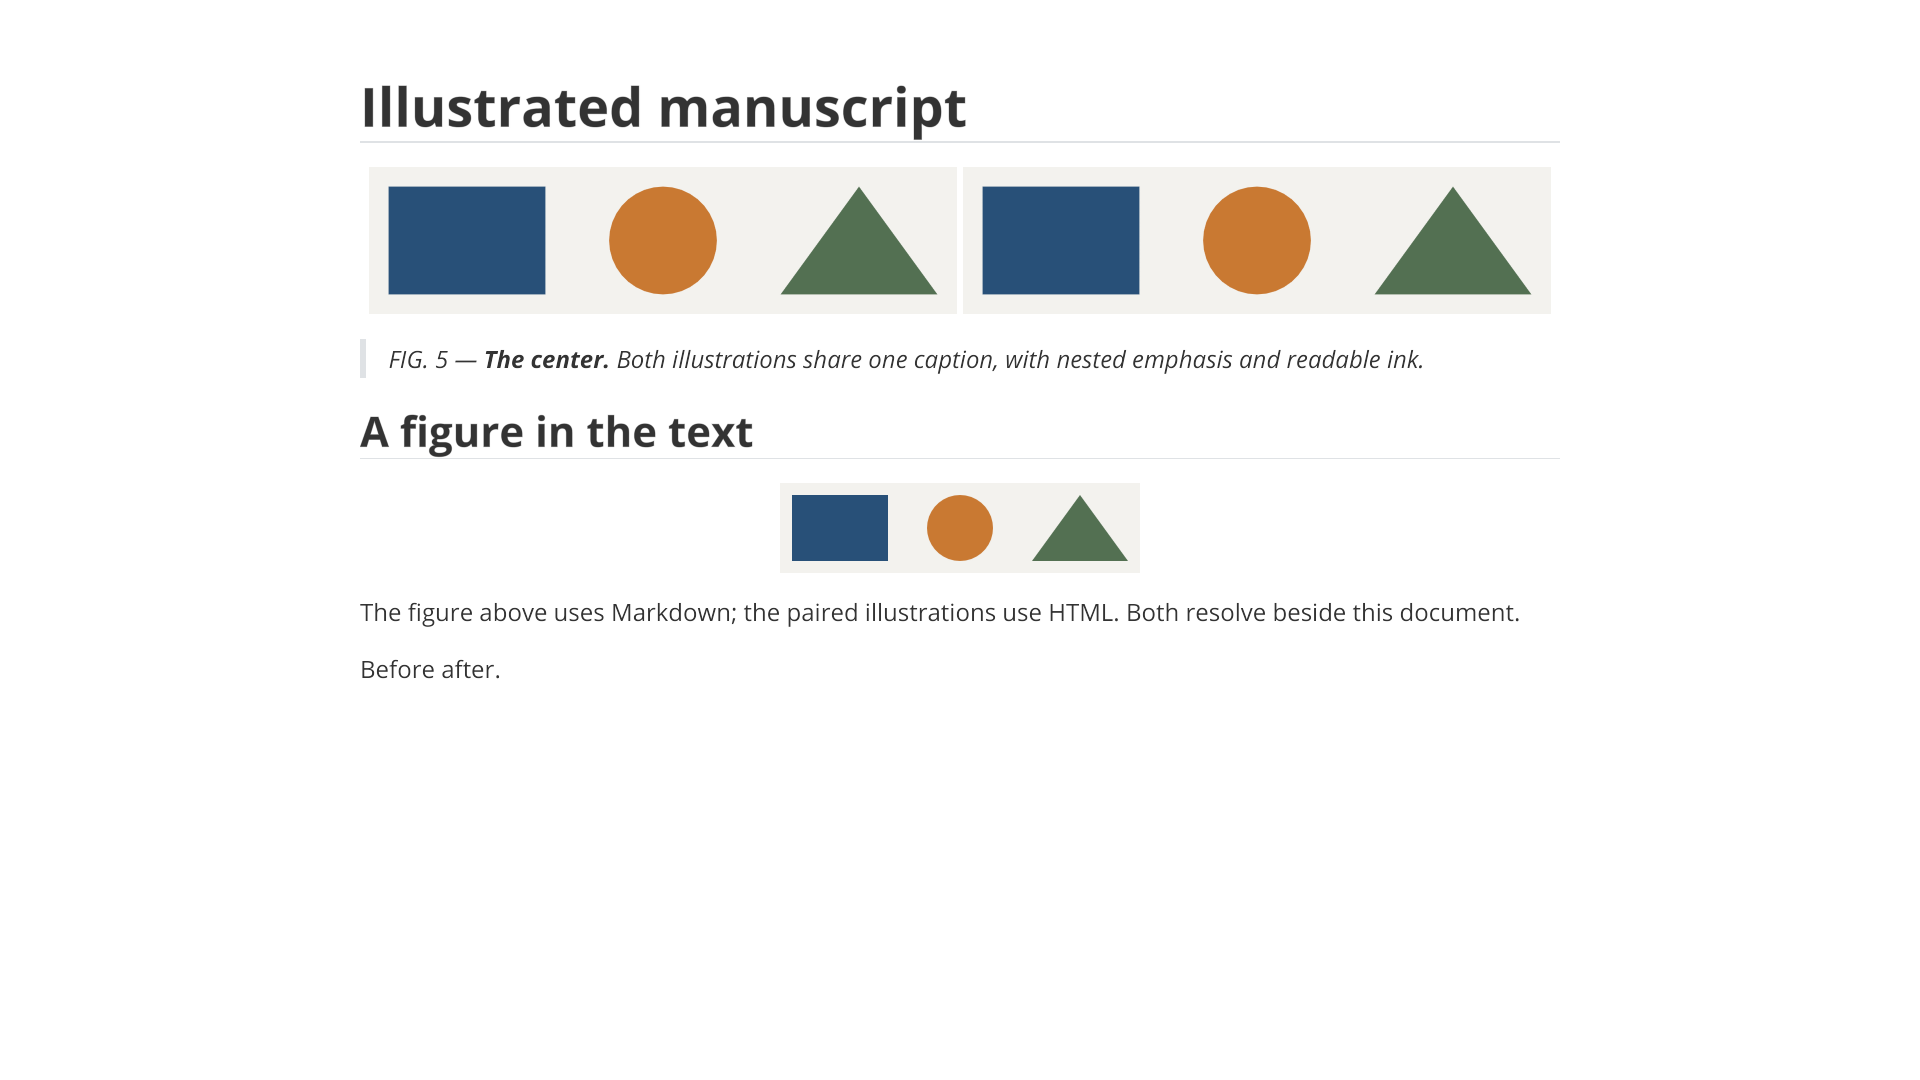 Illustrated manuscript
FIG. 5 — The center. Both illustrations share one caption, with nested emphasis and readable ink.
A figure in the text
The figure above uses Markdown; the paired illustrations use HTML. Both resolve beside this document.
Before after.